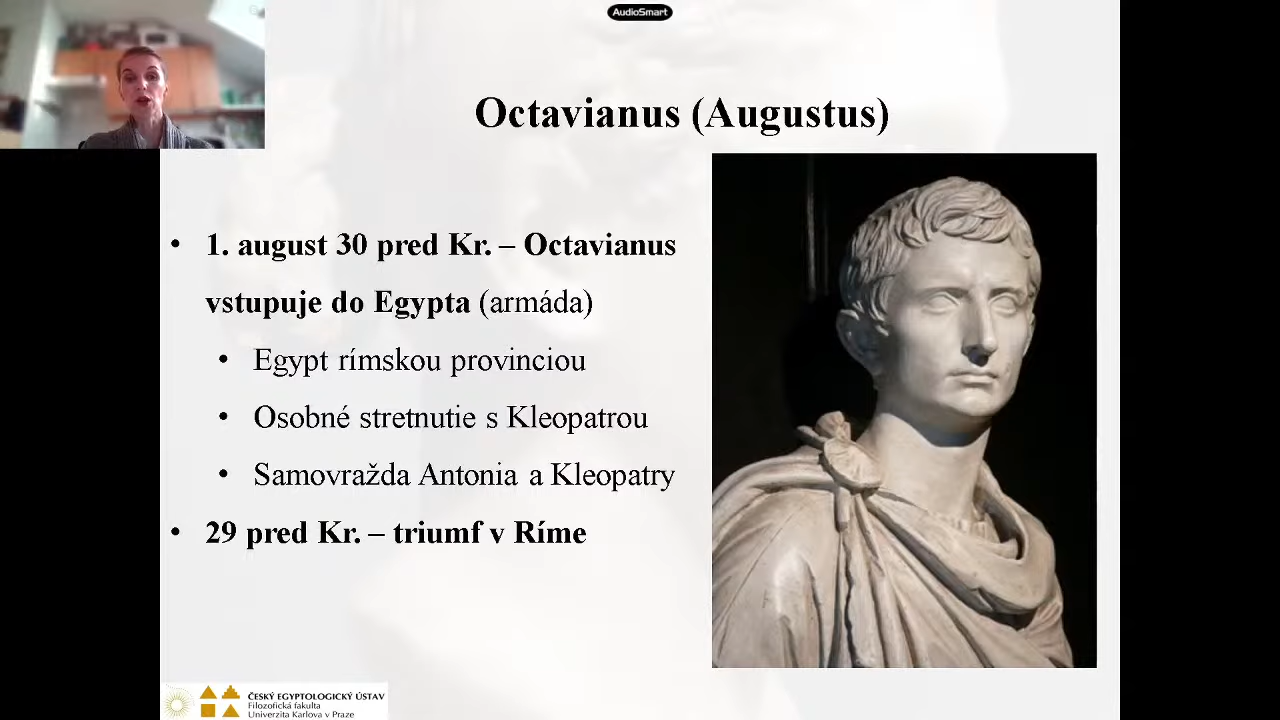 AudioSmart
Octavianus (Augustus)
• 1. august 30 pred Kr. – Octavianus
vstupuje do Egypta (armáda)
• Egypt rímskou provinciou
• Osobné stretnutie s Kleopatrou
• Samovražda Antonia a Kleopatry
• 29 pred Kr. – triumf v Ríme
ČESKÝ EGYPTOLOGICKÝ ÚSTAV
Filozofická fakulta
Univerzita Karlova v Praze